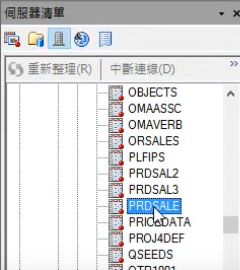 伺服器清單
重新整理(R) 中斷連線(D)
OBJECTS
OMAASSC
OMAVERB
ORSALES
PLFIPS
PRDSAL2
PRDSAL3
PRDSALE
PROJ4DEF
QSEEDS